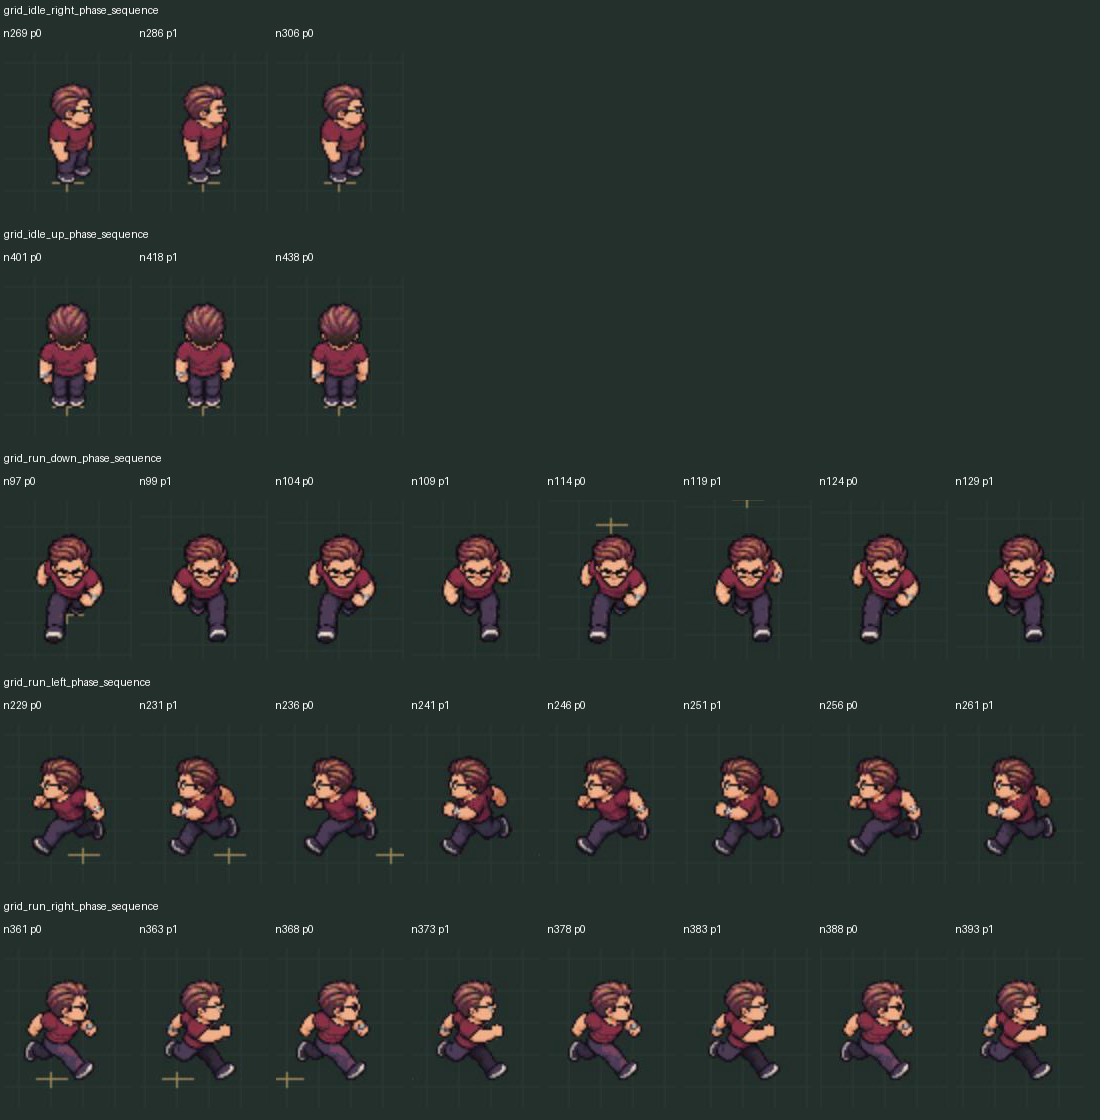 grid_idle_right_phase_sequence
n269 p0 n286 p1 n306 p0
grid_idle_up_phase_sequence
n401 p0 n418 p1 n438 p0
grid_run_down_phase_sequence
n97 p0 n99 p1 n104 p0 n109 p1 n114 p0 n119 p1 n124 p0 n129 p1
grid_run_left_phase_sequence
n229 p0 n231 p1 n236 p0 n241 p1 n246 p0 n251 p1 n256 p0 n261 p1
grid_run_right_phase_sequence
n361 p0 n363 p1 n368 p0 n373 p1 n378 p0 n383 p1 n388 p0 n393 p1